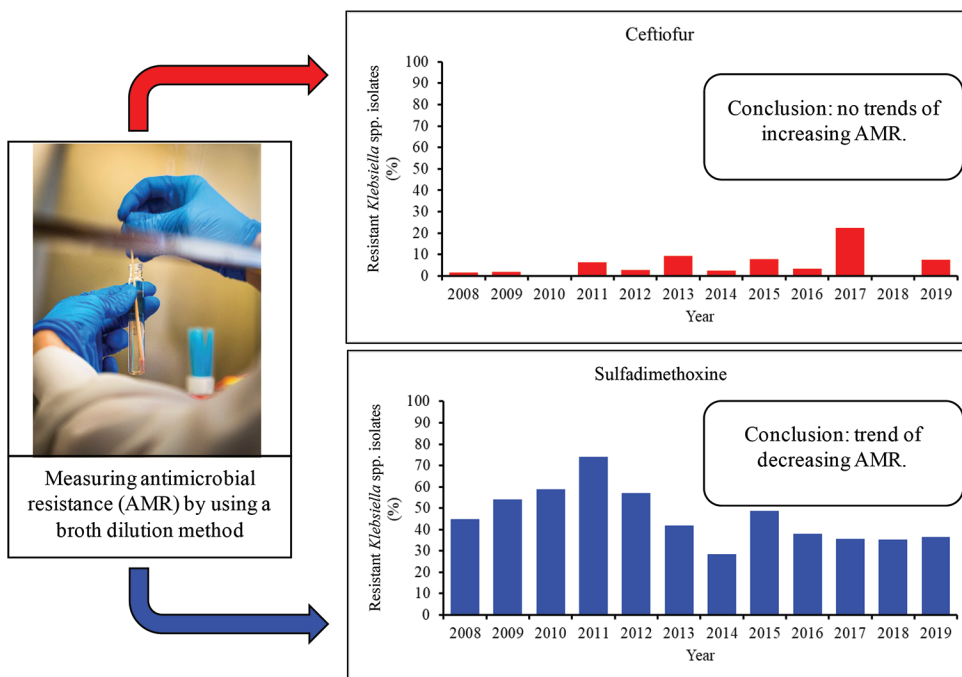 Measuring antimicrobial
resistance (AMR) by using a
broth dilution method
Ceftiofur
Resistant Klebsiella spp. isolates
(%)
100
90
80
70
60
50
40
30
20
10
0
Conclusion: no trends of
increasing AMR.
2008 2009 2010 2011 2012 2013 2014 2015 2016 2017 2018 2019
Year
Sulfadimethoxine
Resistant Klebsiella spp. isolates
(%)
100
90
80
70
60
50
40
30
20
10
0
Conclusion: trend of
decreasing AMR.
2008 2009 2010 2011 2012 2013 2014 2015 2016 2017 2018 2019
Year